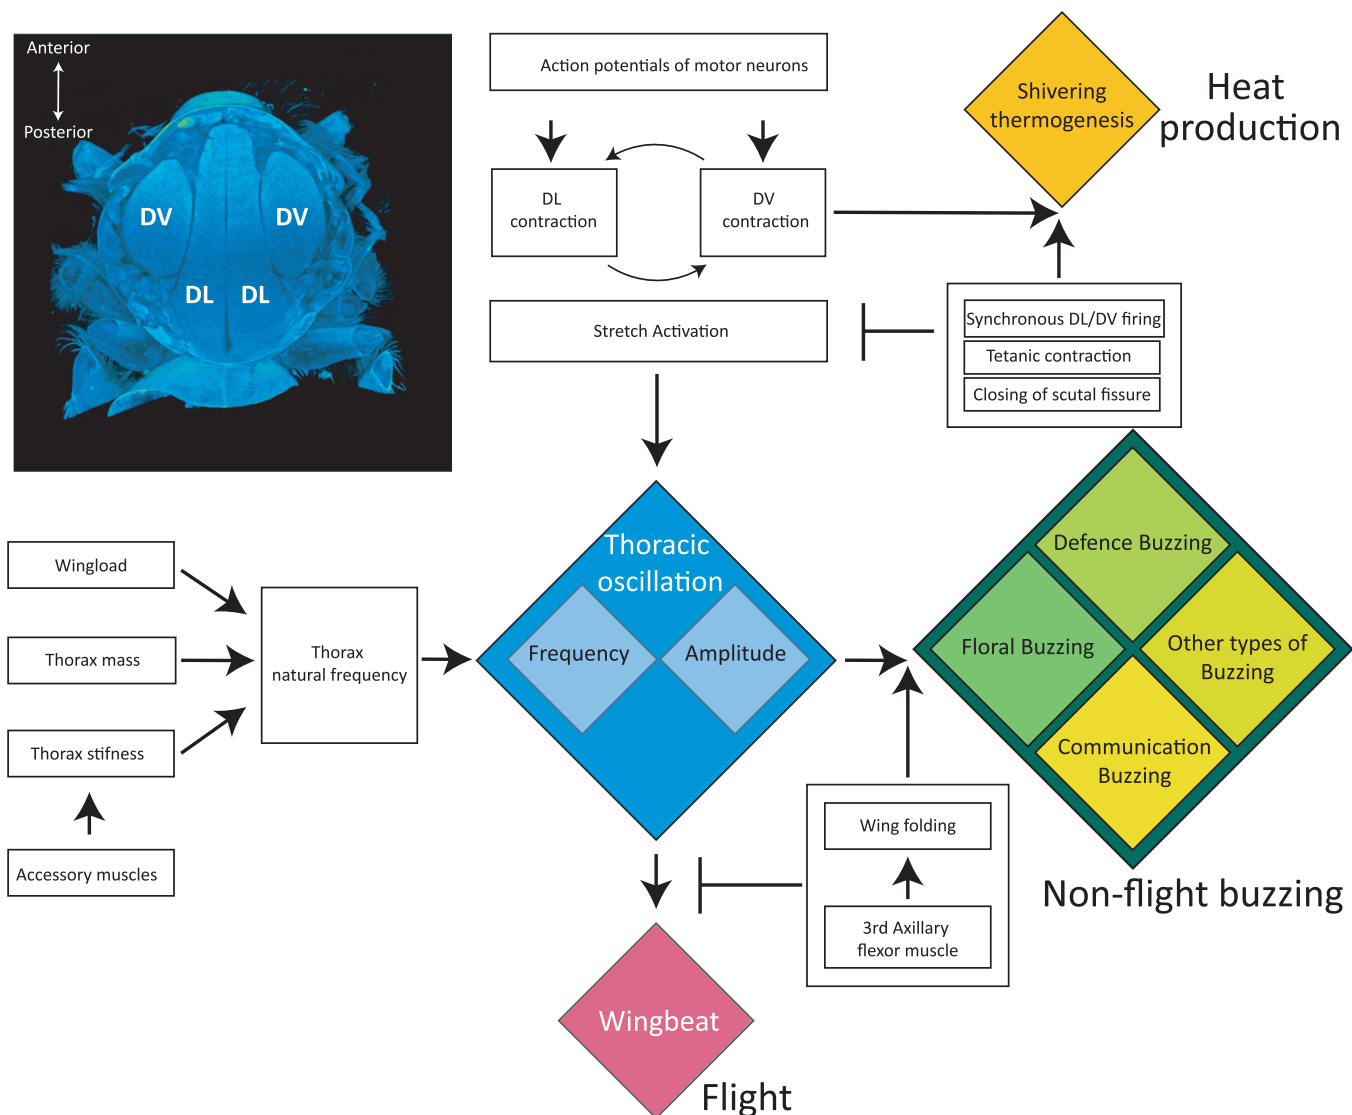 Anterior
Posterior
DV
DV
DL
DL
Action potentials of motor neurons
DL
contraction
DV
contraction
Stretch Activation
Shivering
thermogenesis
Heat
production
Synchronous DL/DV firing
Tetanic contraction
Closing of scutal fissure
Wingload
Thorax mass
Thorax stifness
Accessory muscles
Thorax
natural frequency
Thoracic
oscillation
Frequency
Amplitude
Defence Buzzing
Floral Buzzing
Other types of
Buzzing
Communication
Buzzing
Non-flight buzzing
Wing folding
3rd Axillary
flexor muscle
Wingbeat
Flight